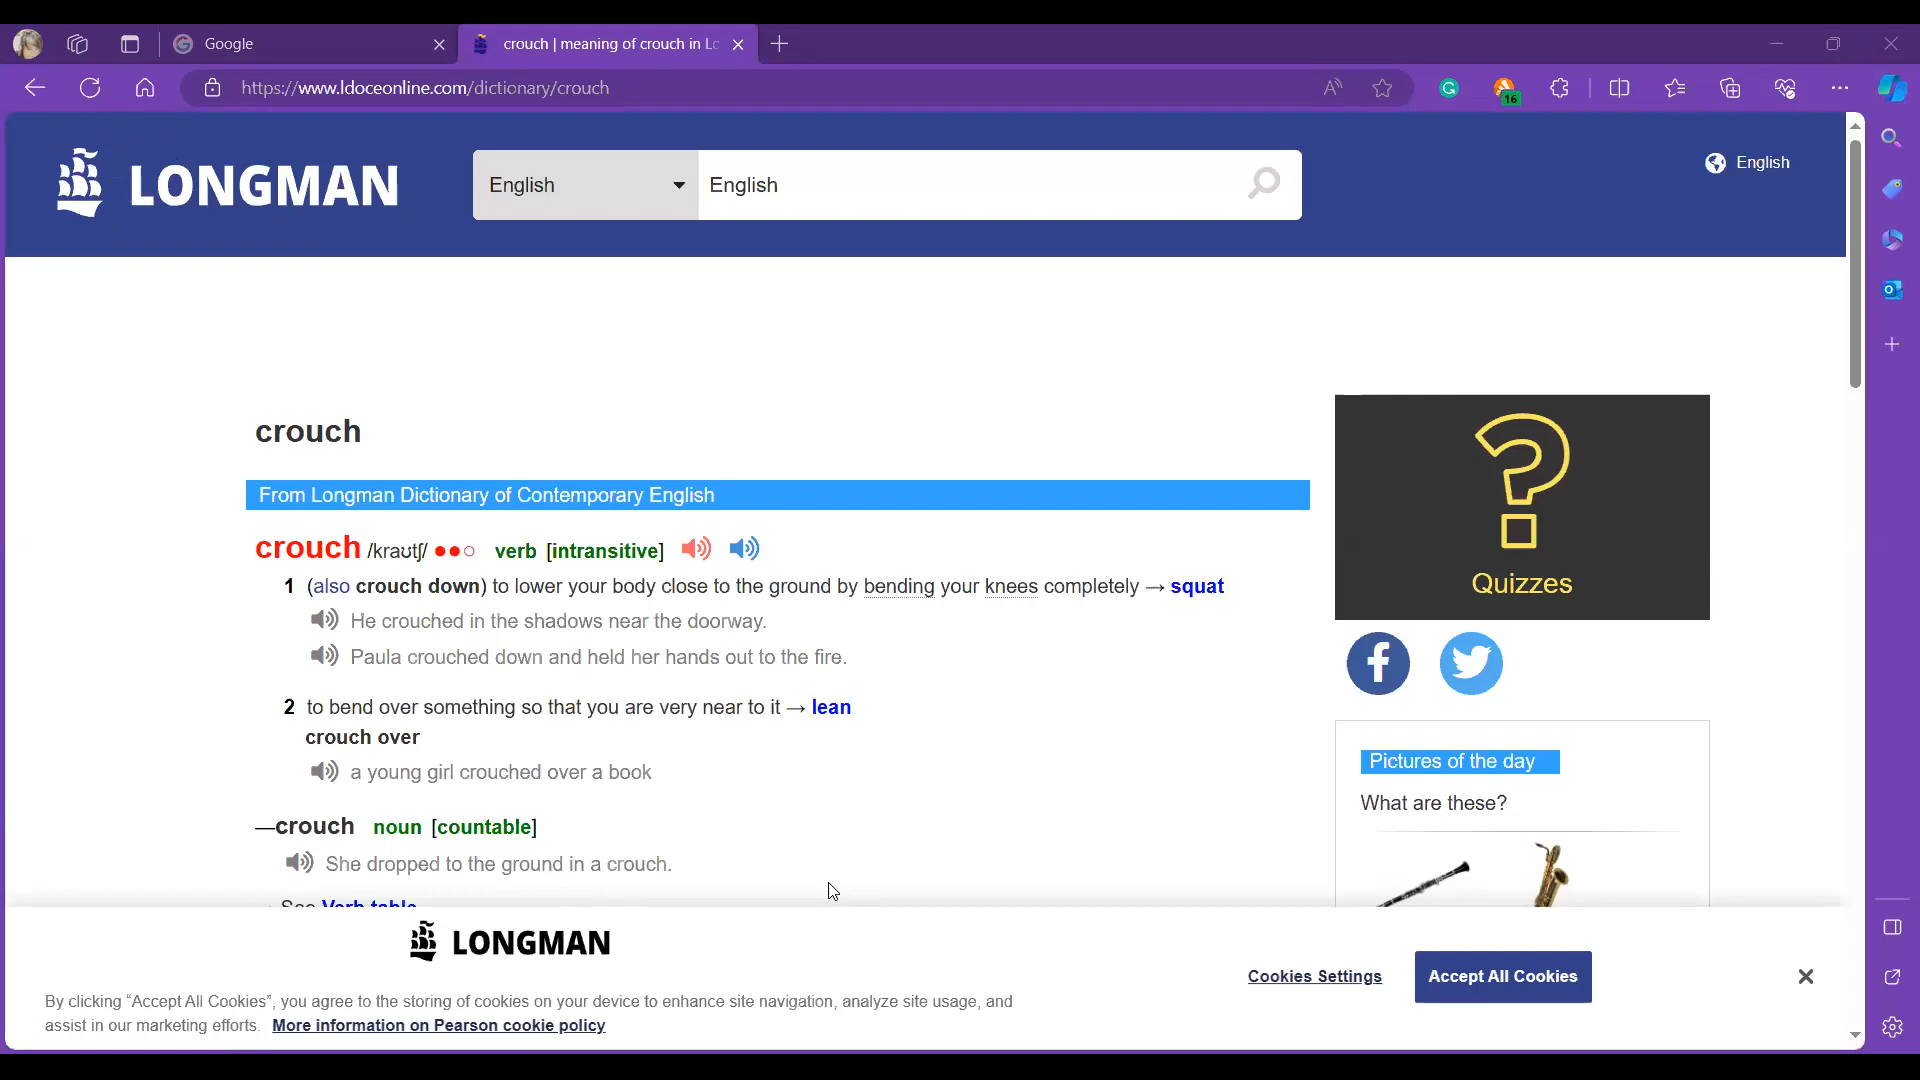 Google
crouch | meaning of crouch in Lc
https://www.ldoceonline.com/dictionary/crouch
16
LONGMAN
English
English
English
crouch
From Longman Dictionary of Contemporary English
crouch /kraʊtʃ/ ●●○ verb [intransitive]
1 (also crouch down) to lower your body close to the ground by bending your knees completely → squat
He crouched in the shadows near the doorway.
Paula crouched down and held her hands out to the fire.
2 to bend over something so that you are very near to it → lean
crouch over
a young girl crouched over a book
—crouch noun [countable]
She dropped to the ground in a crouch.
→ See Verb table
Quizzes
Pictures of the day
What are these?
LONGMAN
By clicking “Accept All Cookies”, you agree to the storing of cookies on your device to enhance site navigation, analyze site usage, and
assist in our marketing efforts. More information on Pearson cookie policy
Cookies Settings
Accept All Cookies